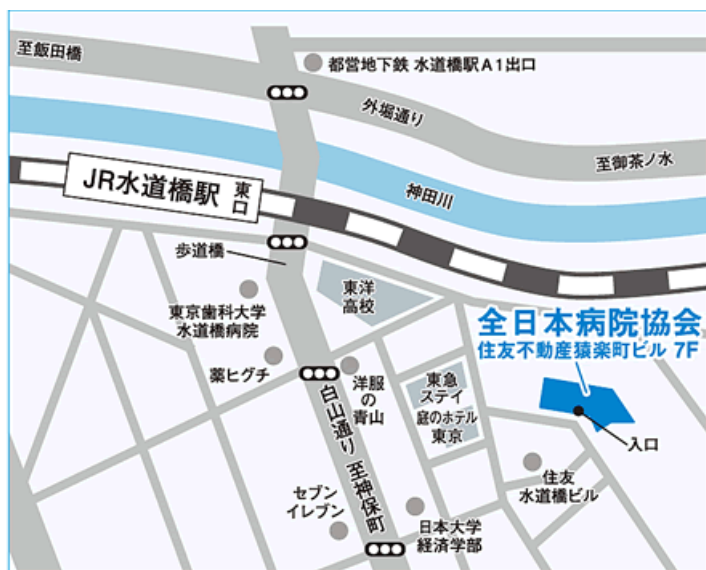 至飯田橋
都営地下鉄 水道橋駅A1出口
外堀通り
至御茶ノ水
JR水道橋駅
東口
神田川
歩道橋
東洋
高校
東京歯科大学
水道橋病院
全日本病院協会
住友不動産猿楽町ビル 7F
薬ヒグチ
洋服の青山
東急
ステイ
庭のホテル
東京
入口
白山通り 至神保町
住友
水道橋ビル
セブン
イレブン
日本大学
経済学部